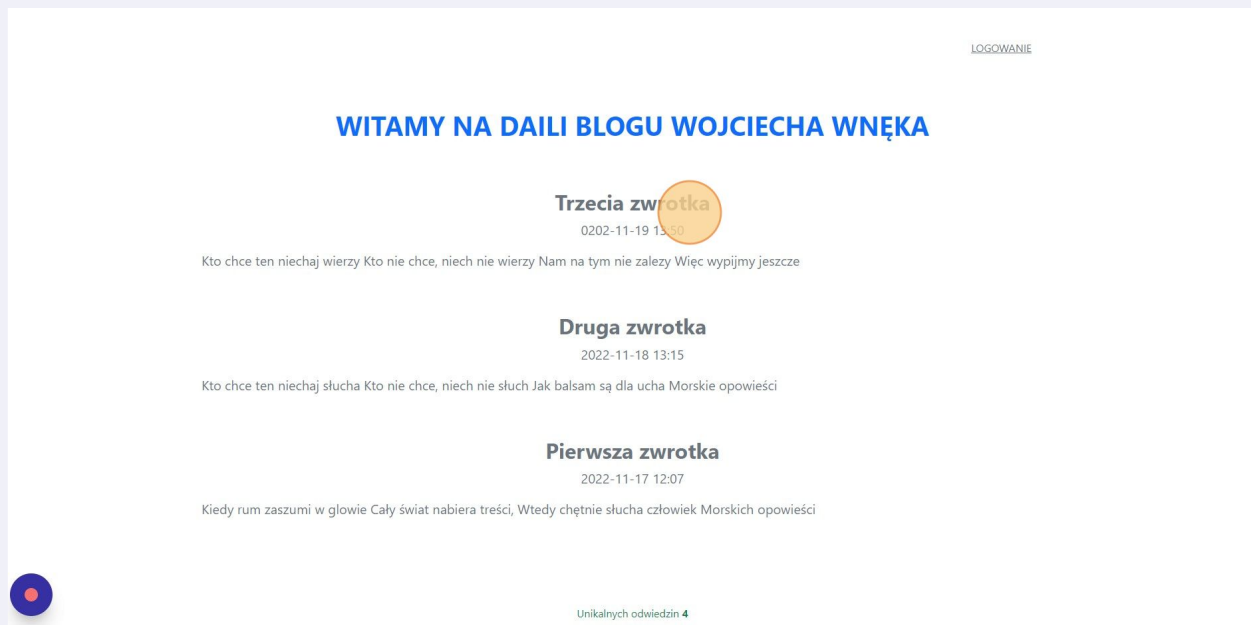 LOGOWANIE
WITAMY NA DAILI BLOGU WOJCIECHA WNĘKA
Trzecia zwrotka
0202-11-19 13:50
Kto chce ten niechaj wierzy Kto nie chce, niech nie wierzy Nam na tym nie zalezy Więc wypijmy jeszcze
Druga zwrotka
2022-11-18 13:15
Kto chce ten niechaj słucha Kto nie chce, niech nie słuch Jak balsam są dla ucha Morskie opowieści
Pierwsza zwrotka
2022-11-17 12:07
Kiedy rum zaszumi w glowie Cały świat nabiera treści, Wtedy chętnie słucha człowiek Morskich opowieści
Unikalnych odwiedzin 4